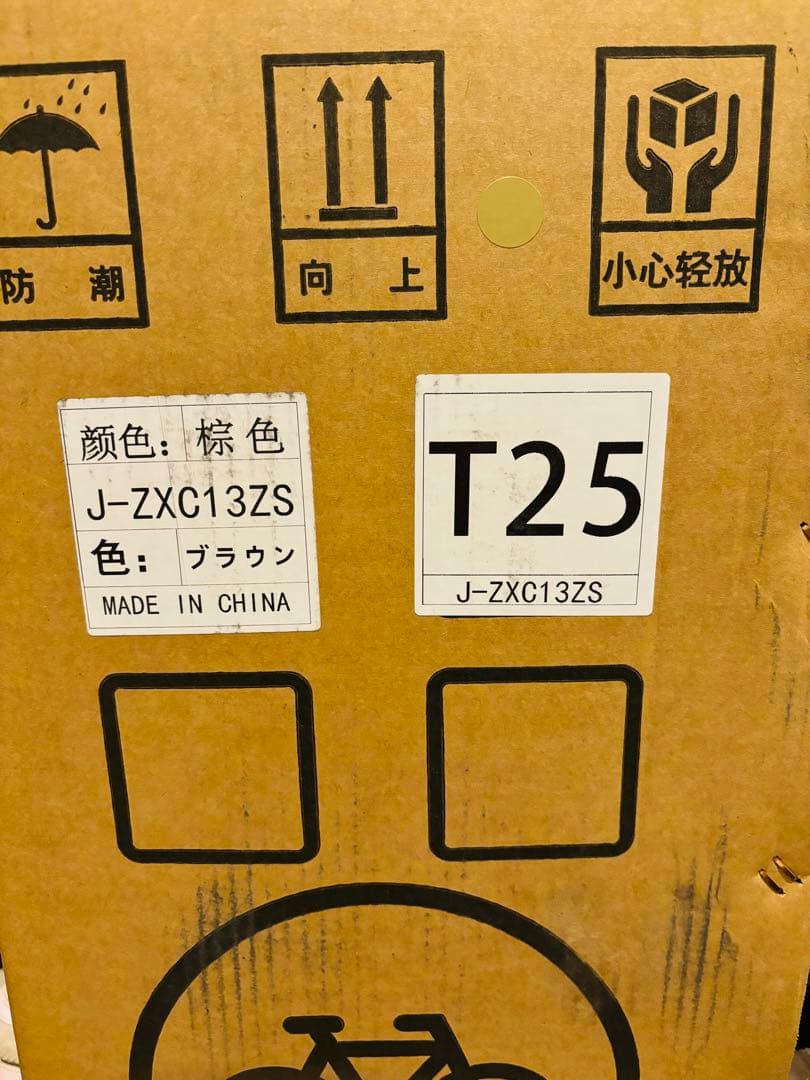 防 潮
向 上
小心轻放
颜色: 棕色
J-ZXC13ZS
色: ブラウン
MADE IN CHINA
T25
J-ZXC13ZS